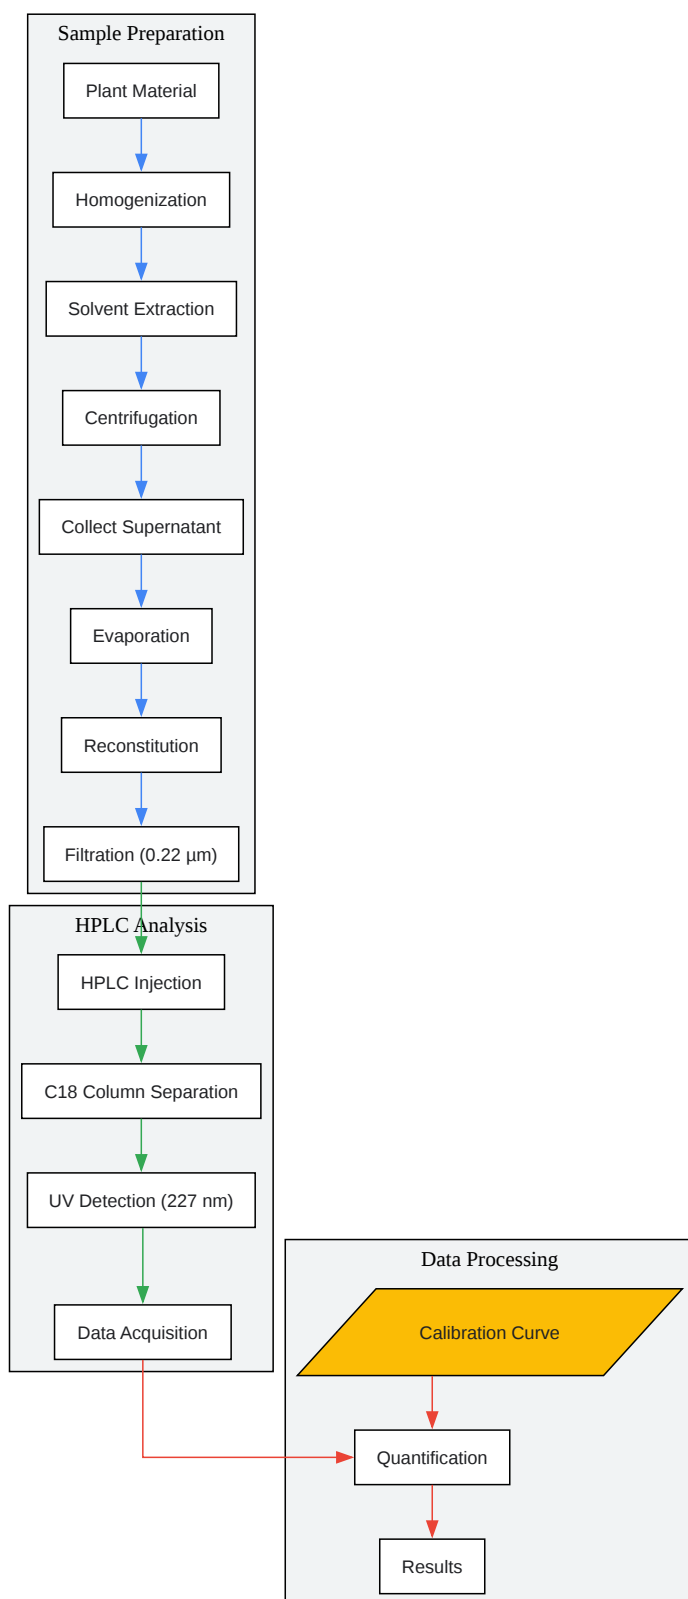 Sample Preparation
Plant Material
Homogenization
Solvent Extraction
Centrifugation
Collect Supernatant
Evaporation
Reconstitution
Filtration (0.22 µm)
HPLC Analysis
HPLC Injection
C18 Column Separation
UV Detection (227 nm)
Data Acquisition
Data Processing
Calibration Curve
Quantification
Results